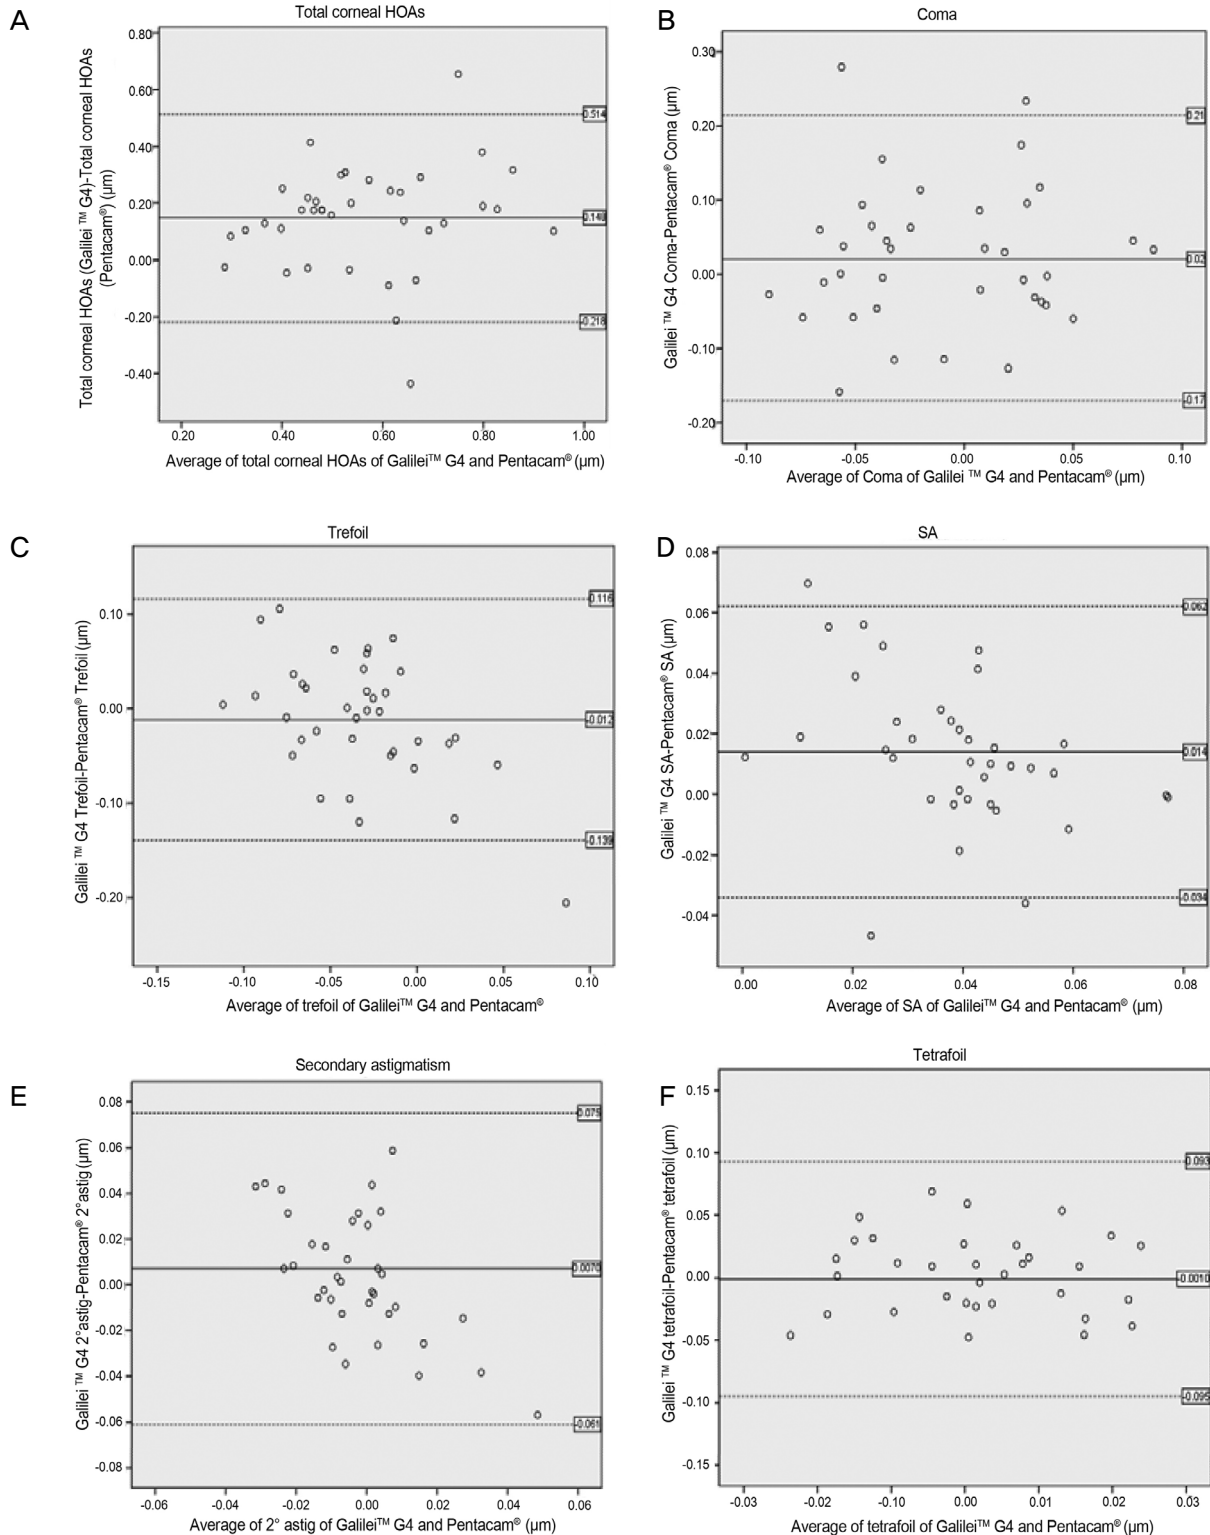 A
Total corneal HOAs
Total corneal HOAs (Galilei ™ G4)-Total corneal HOAs
(Pentacam®) (µm)
0.80
0.60
0.40
0.20
0.00
-0.20
-0.40
0.514
0.148
-0.218
0.20 0.40 0.60 0.80 1.00
Average of total corneal HOAs of Galilei™ G4 and Pentacam® (µm)
B
Coma
Galilei ™ G4 Coma-Pentacam® Coma (µm)
0.30
0.20
0.10
0.00
-0.10
-0.20
0.21
0.02
-0.17
-0.10 -0.05 0.00 0.05 0.10
Average of Coma of Galilei ™ G4 and Pentacam® (µm)
C
Trefoil
Galilei ™ G4 Trefoil-Pentacam® Trefoil (µm)
0.10
0.00
-0.10
-0.20
0.116
-0.012
-0.139
-0.15 -0.10 -0.05 0.00 0.05 0.10
Average of trefoil of Galilei™ G4 and Pentacam®
D
SA
Galilei ™ G4 SA-Pentacam® SA (µm)
0.08
0.06
0.04
0.02
0.00
-0.02
-0.04
0.062
0.014
-0.034
0.00 0.02 0.04 0.06 0.08
Average of SA of Galilei™ G4 and Pentacam® (µm)
E
Secondary astigmatism
Galilei ™ G4 2°astig-Pentacam® 2°astig (µm)
0.08
0.06
0.04
0.02
0.00
-0.02
-0.04
-0.06
-0.08
0.075
0.0070
-0.061
-0.06 -0.04 -0.02 0.00 0.02 0.04 0.06
Average of 2° astig of Galilei™ G4 and Pentacam® (µm)
F
Tetrafoil
Galilei ™ G4 tetrafoil-Pentacam® tetrafoil (µm)
0.15
0.10
0.05
0.00
-0.05
-0.10
-0.15
0.093
-0.0010
-0.095
-0.03 -0.02 -0.10 0.00 0.01 0.02 0.03
Average of tetrafoil of Galilei™ G4 and Pentacam® (µm)